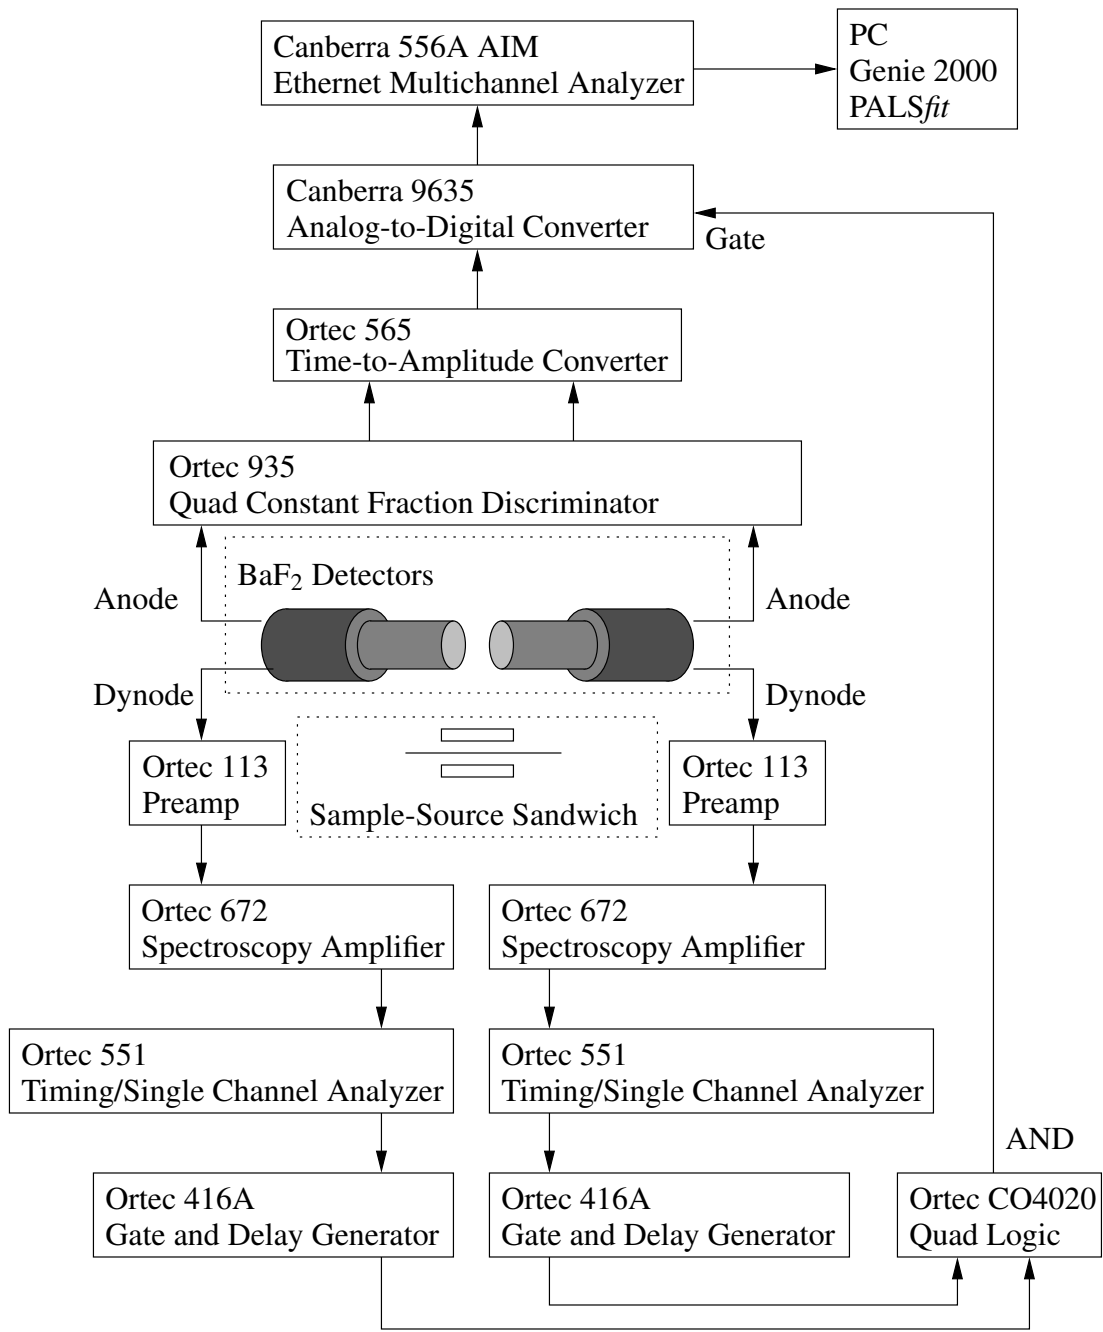 Canberra 556A AIM
Ethernet Multichannel Analyzer
PC
Genie 2000
PALSfit
Canberra 9635
Analog-to-Digital Converter
Gate
Ortec 565
Time-to-Amplitude Converter
Ortec 935
Quad Constant Fraction Discriminator
BaF₂ Detectors
Anode
Anode
Dynode
Dynode
Ortec 113
Preamp
Sample-Source Sandwich
Ortec 113
Preamp
Ortec 672
Spectroscopy Amplifier
Ortec 672
Spectroscopy Amplifier
Ortec 551
Timing/Single Channel Analyzer
Ortec 551
Timing/Single Channel Analyzer
AND
Ortec 416A
Gate and Delay Generator
Ortec 416A
Gate and Delay Generator
Ortec CO4020
Quad Logic